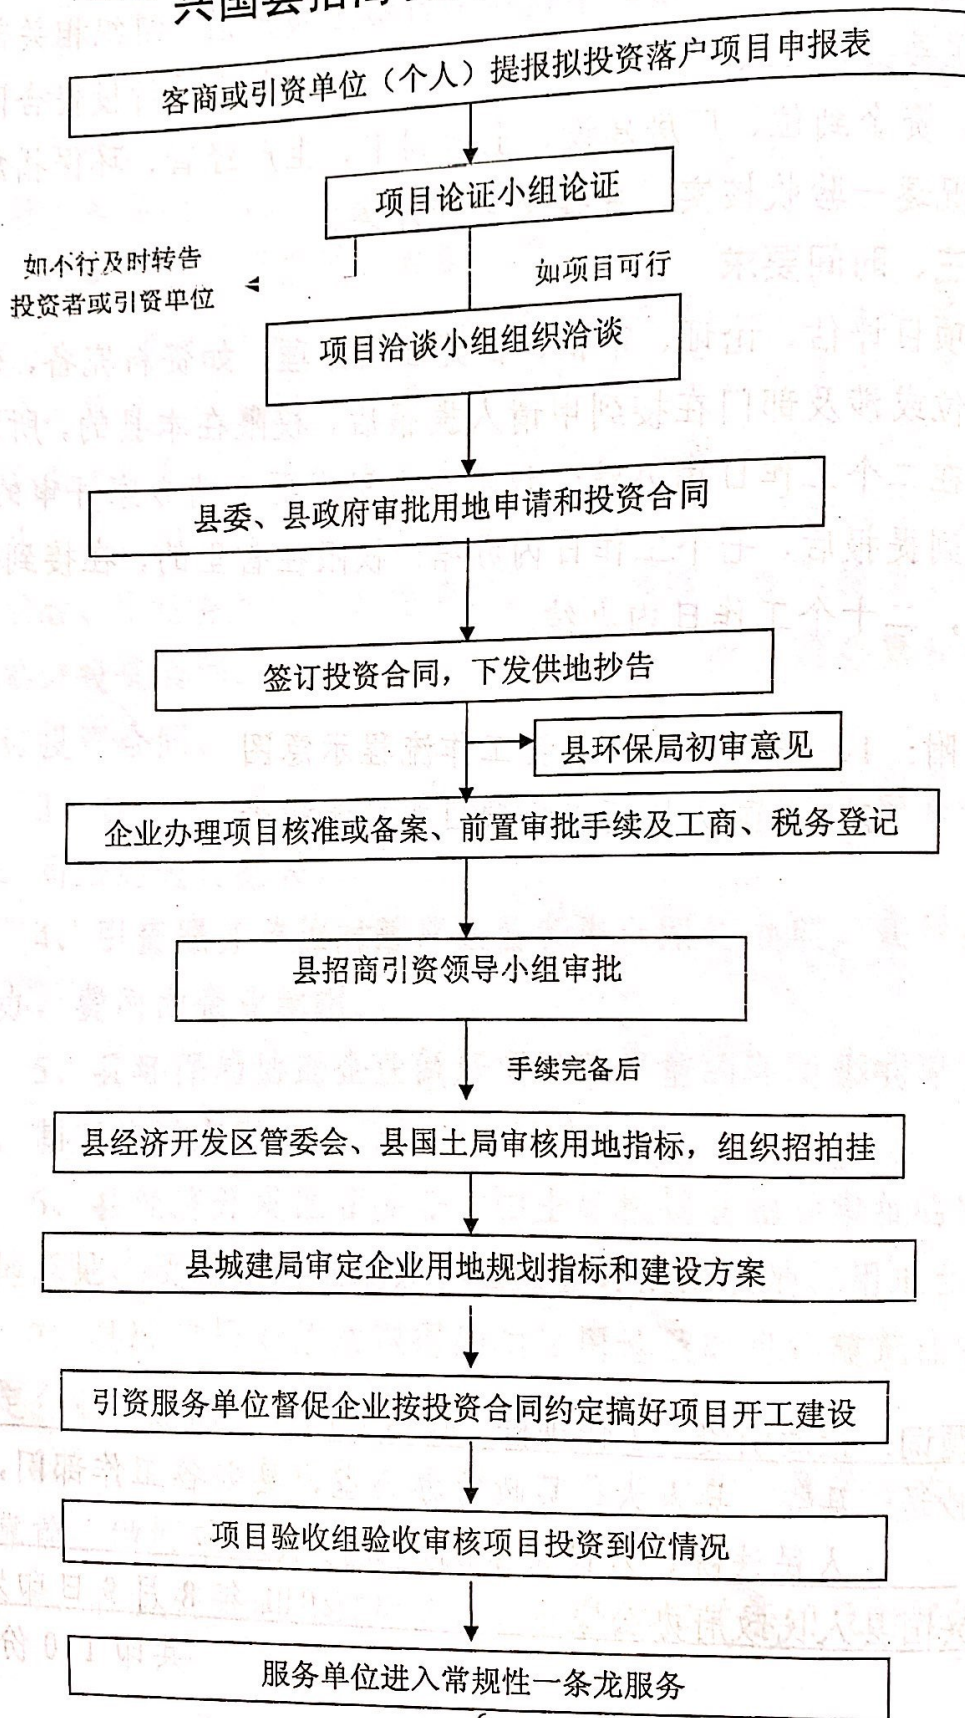 兴国县招商
客商或引资单位（个人）提报拟投资落户项目申报表
项目论证小组论证
如不行及时转告
投资者或引资单位
如项目可行
项目洽谈小组组织洽谈
县委、县政府审批用地申请和投资合同
签订投资合同，下发供地抄告
县环保局初审意见
企业办理项目核准或备案、前置审批手续及工商、税务登记
县招商引资领导小组审批
手续完备后
县经济开发区管委会、县国土局审核用地指标，组织招拍挂
县城建局审定企业用地规划指标和建设方案
引资服务单位督促企业按投资合同约定搞好项目开工建设
项目验收组验收审核项目投资到位情况
服务单位进入常规性一条龙服务